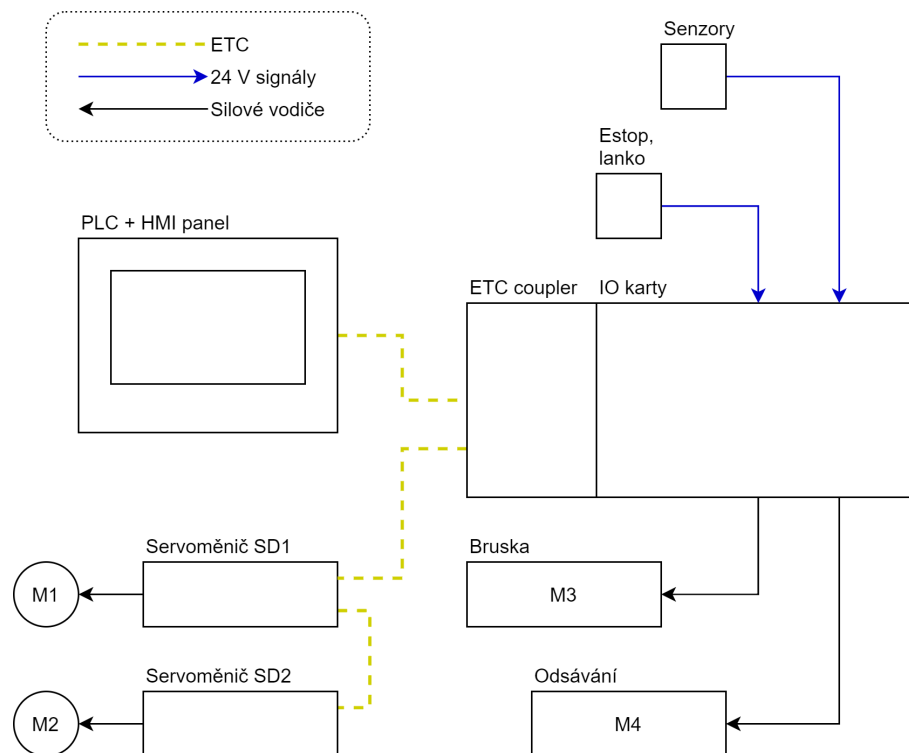 ETC
24 V signály
Silové vodiče
Senzory
Estop,
lanko
PLC + HMI panel
ETC coupler
IO karty
Servoměnič SD1
Bruska
M1
M3
Servoměnič SD2
Odsávání
M2
M4